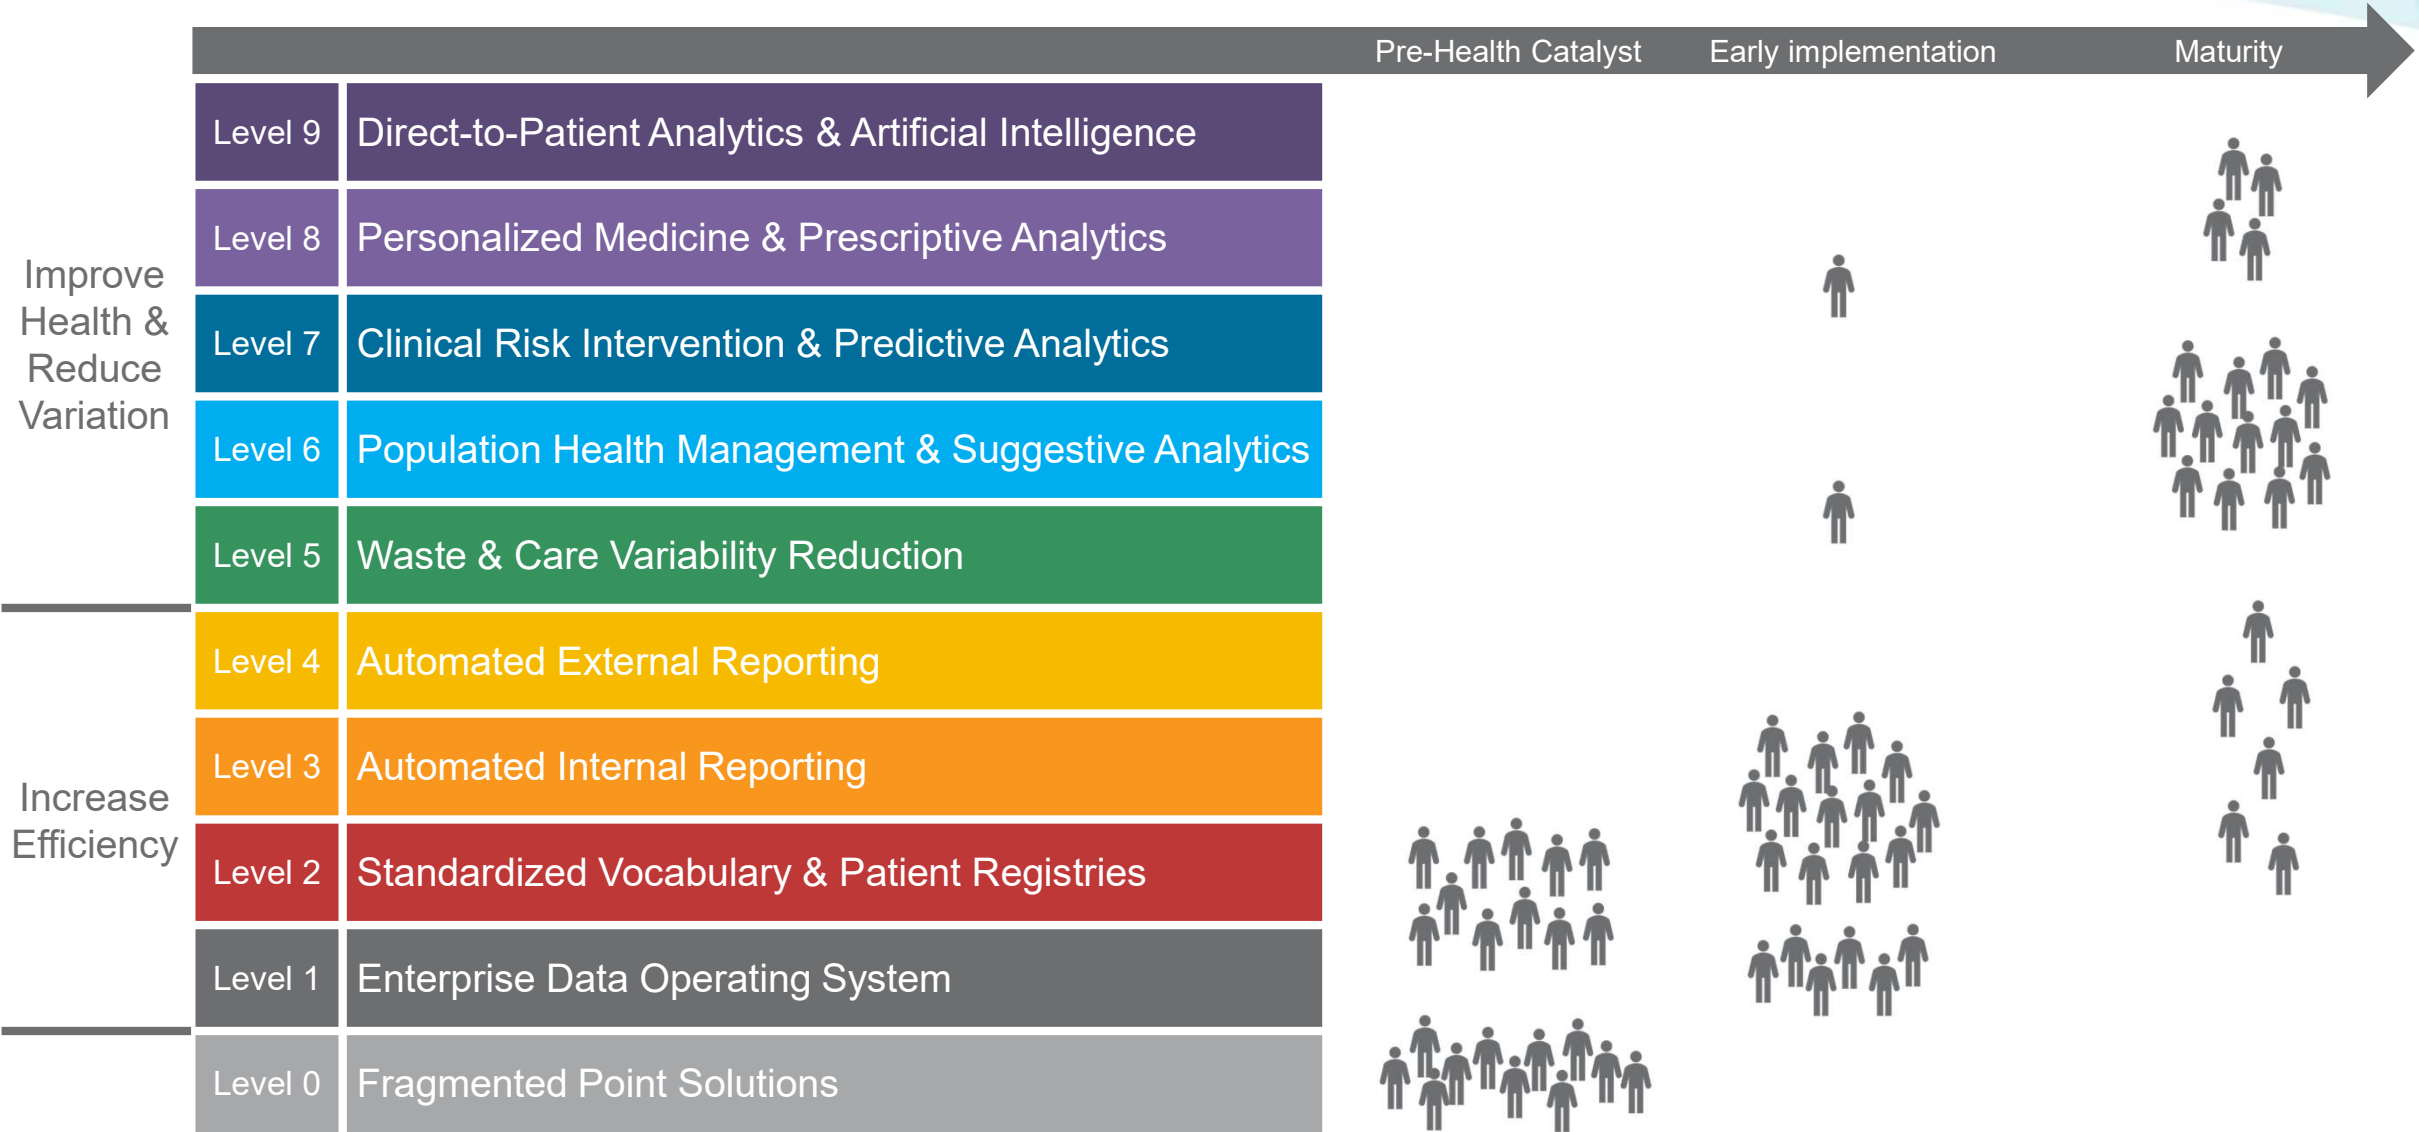 Pre-Health Catalyst Early implementation Maturity
Level 9 Direct-to-Patient Analytics & Artificial Intelligence
Level 8 Personalized Medicine & Prescriptive Analytics
Improve
Health &
Reduce
Variation
Level 7 Clinical Risk Intervention & Predictive Analytics
Level 6 Population Health Management & Suggestive Analytics
Level 5 Waste & Care Variability Reduction
Level 4 Automated External Reporting
Level 3 Automated Internal Reporting
Increase
Efficiency
Level 2 Standardized Vocabulary & Patient Registries
Level 1 Enterprise Data Operating System
Level 0 Fragmented Point Solutions